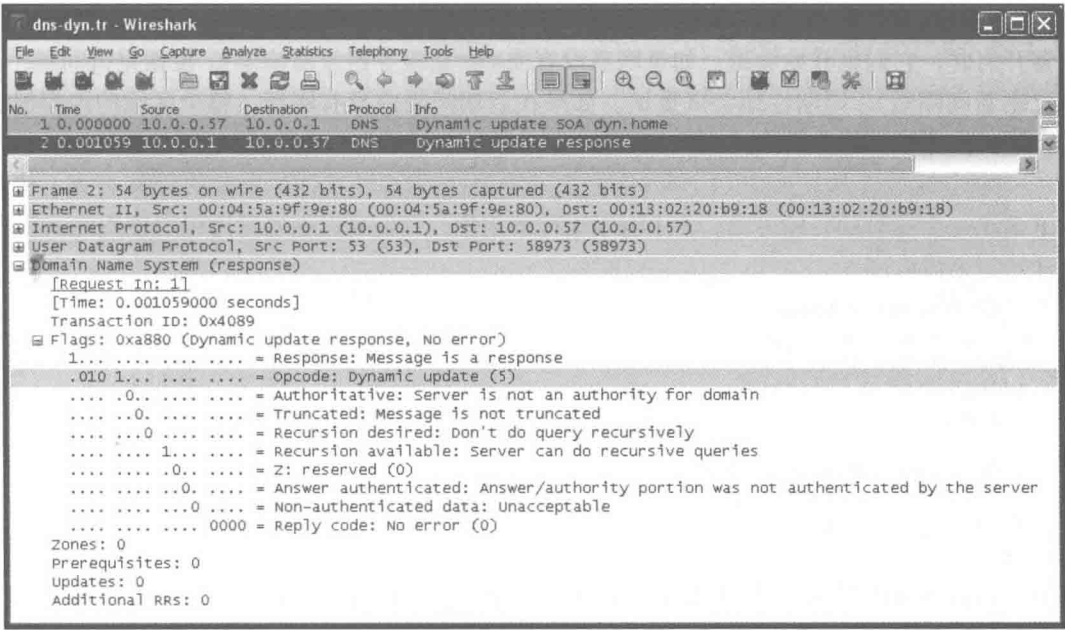 dns-dyn.tr - Wireshark
File Edit View Go Capture Analyze Statistics Telephony Tools Help
No. Time Source Destination Protocol Info
1 0.000000 10.0.0.57 10.0.0.1 DNS Dynamic update SOA dyn.home
2 0.001059 10.0.0.1 10.0.0.57 DNS Dynamic update response
Frame 2: 54 bytes on wire (432 bits), 54 bytes captured (432 bits)
Ethernet II, Src: 00:04:5a:9f:9e:80 (00:04:5a:9f:9e:80), Dst: 00:13:02:20:b9:18 (00:13:02:20:b9:18)
Internet Protocol, Src: 10.0.0.1 (10.0.0.1), Dst: 10.0.0.57 (10.0.0.57)
User Datagram Protocol, Src Port: 53 (53), Dst Port: 58973 (58973)
Domain Name System (response)
[Request In: 1]
[Time: 0.001059000 seconds]
Transaction ID: 0x4089
Flags: 0xa880 (Dynamic update response, No error)
1... .... .... .... = Response: Message is a response
.010 1... .... .... = Opcode: Dynamic update (5)
.... .0.. .... .... = Authoritative: Server is not an authority for domain
.... ..0. .... .... = Truncated: Message is not truncated
.... ...0 .... .... = Recursion desired: Don't do query recursively
.... .... 1... .... = Recursion available: Server can do recursive queries
.... .... .0.. .... = Z: reserved (0)
.... .... ..0. .... = Answer authenticated: Answer/authority portion was not authenticated by the server
.... .... ...0 .... = Non-authenticated data: Unacceptable
.... .... .... 0000 = Reply code: No error (0)
Zones: 0
Prerequisites: 0
Updates: 0
Additional RRs: 0